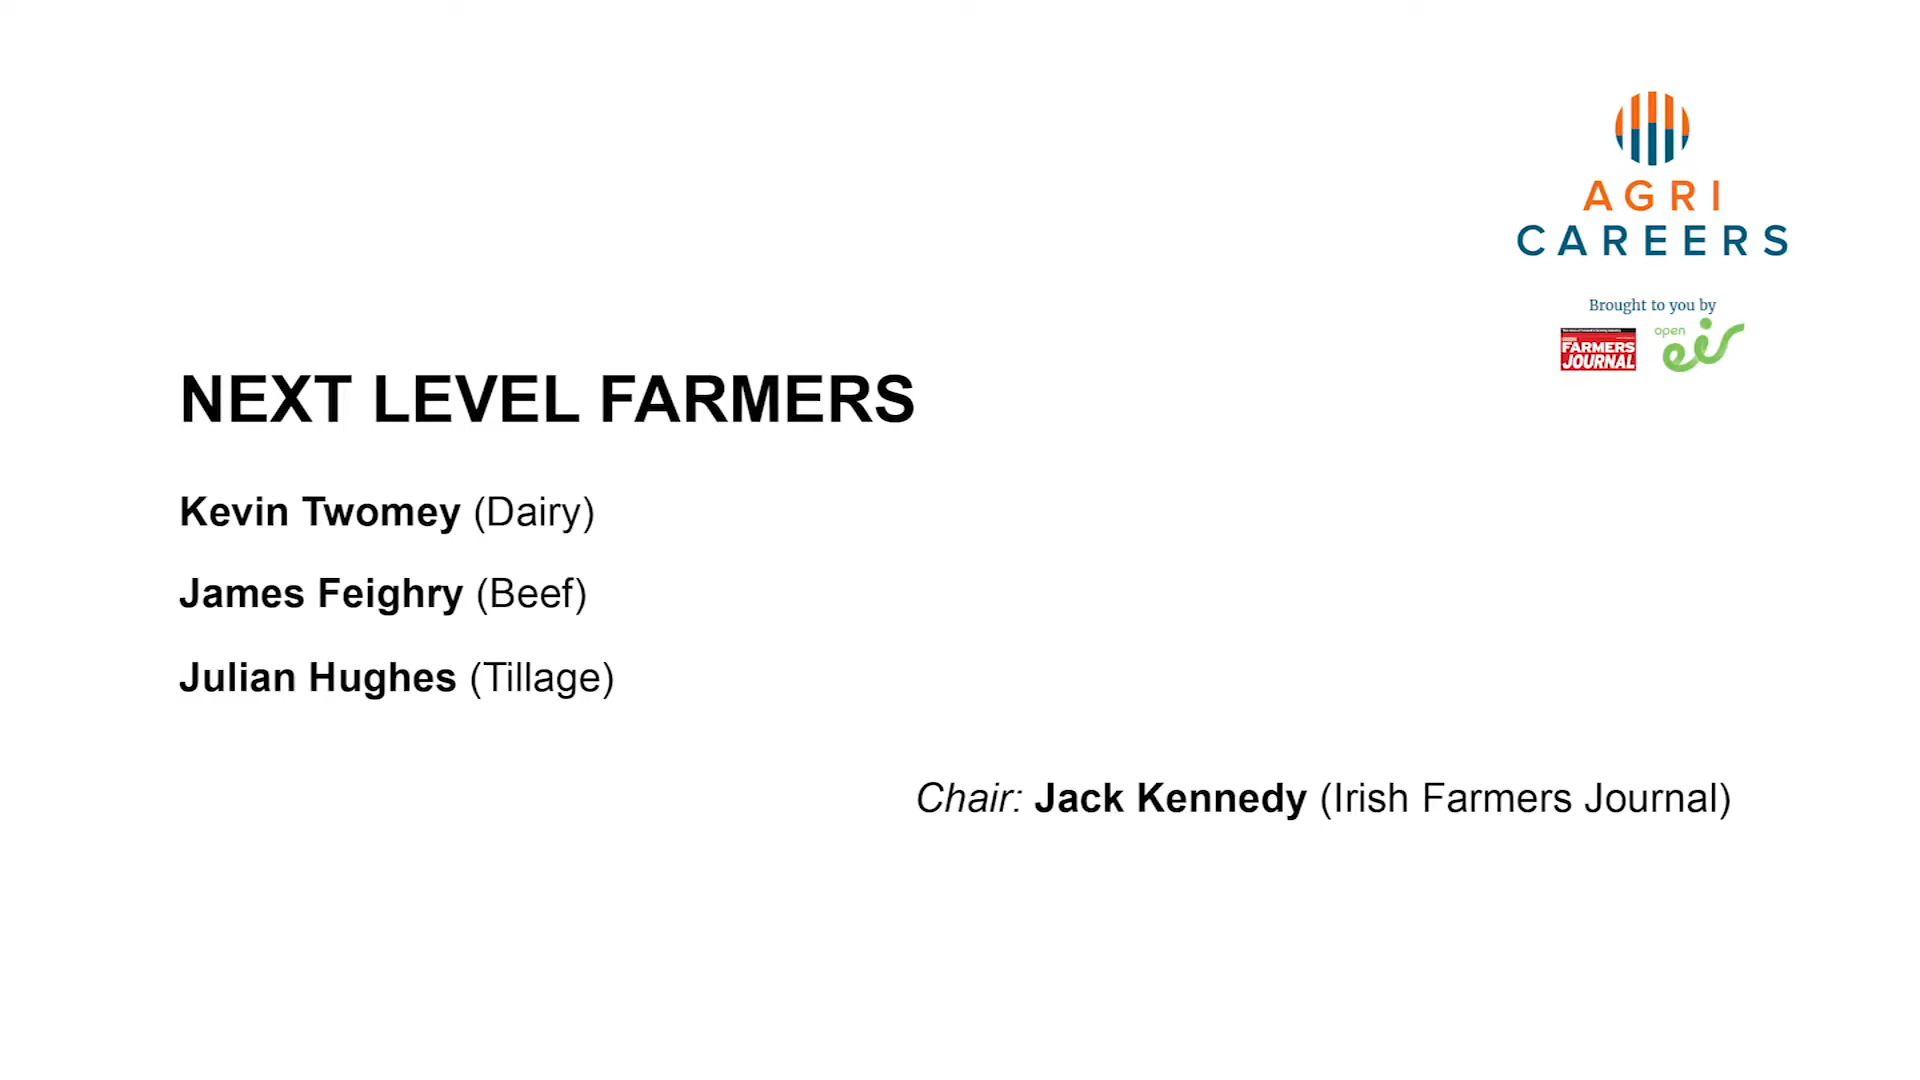 AGRI
CAREERS
Brought to you by
FARMERS
JOURNAL
open
eir
NEXT LEVEL FARMERS
Kevin Twomey (Dairy)
James Feighry (Beef)
Julian Hughes (Tillage)
Chair: Jack Kennedy (Irish Farmers Journal)